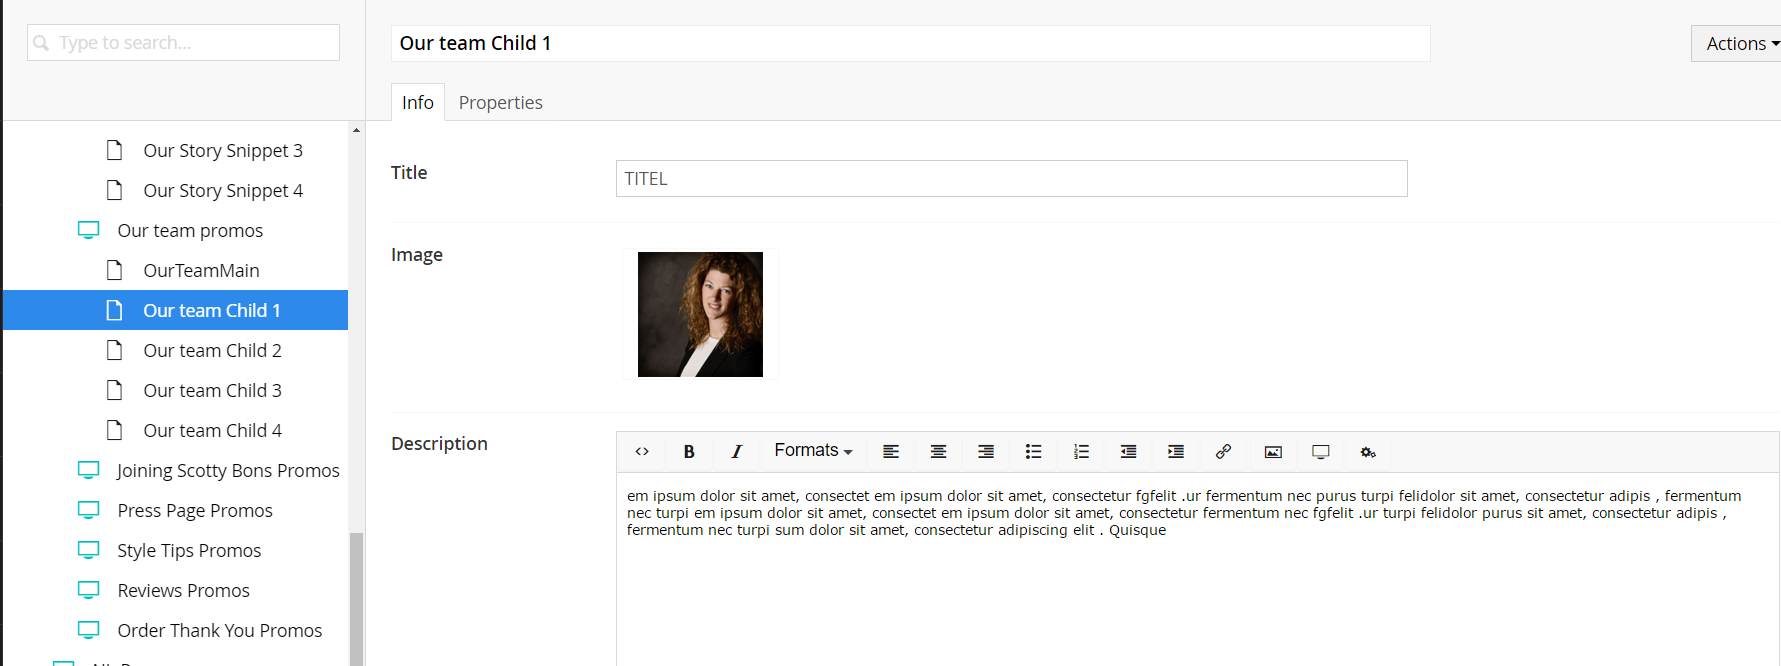 Type to search...
Our Story Snippet 3
Our Story Snippet 4
Our team promos
OurTeamMain
Our team Child 1
Our team Child 2
Our team Child 3
Our team Child 4
Joining Scotty Bons Promos
Press Page Promos
Style Tips Promos
Reviews Promos
Order Thank You Promos
Our team Child 1
Actions
Info
Properties
Title
TITEL
Image
Description
B
I
Formats
em ipsum dolor sit amet, consectet em ipsum dolor sit amet, consectetur fgfelit .ur fermentum nec purus turpi felidolor sit amet, consectetur adipis , fermentum
nec turpi em ipsum dolor sit amet, consectet em ipsum dolor sit amet, consectetur fermentum nec fgfelit .ur turpi felidolor purus sit amet, consectetur adipis ,
fermentum nec turpi sum dolor sit amet, consectetur adipiscing elit . Quisque